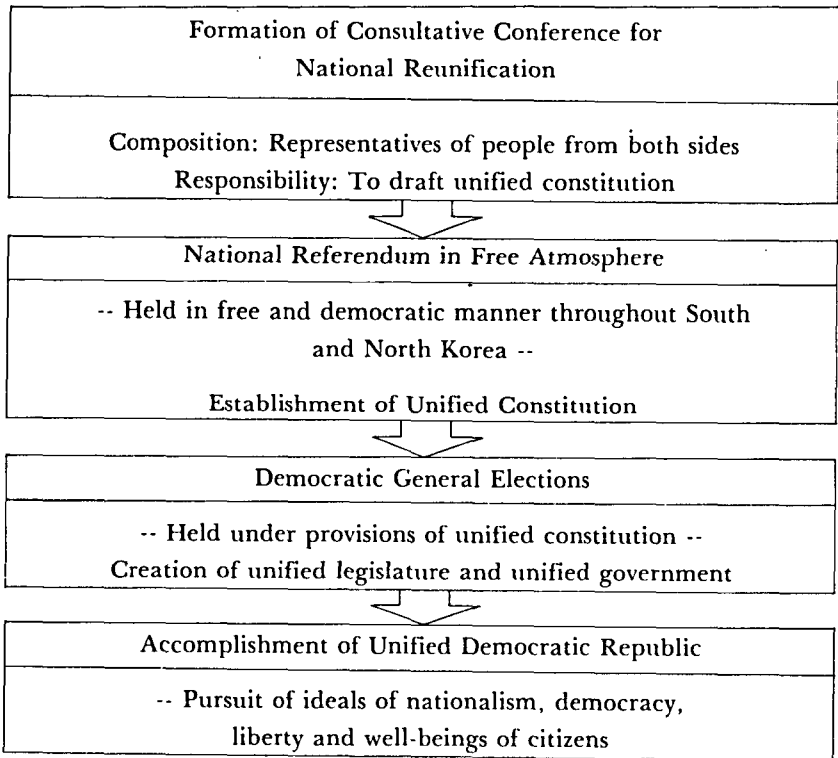 Formation of Consultative Conference for
National Reunification
Composition: Representatives of people from both sides
Responsibility: To draft unified constitution
National Referendum in Free Atmosphere
-- Held in free and democratic manner throughout South
and North Korea --
Establishment of Unified Constitution
Democratic General Elections
-- Held under provisions of unified constitution --
Creation of unified legislature and unified government
Accomplishment of Unified Democratic Republic
-- Pursuit of ideals of nationalism, democracy,
liberty and well-beings of citizens